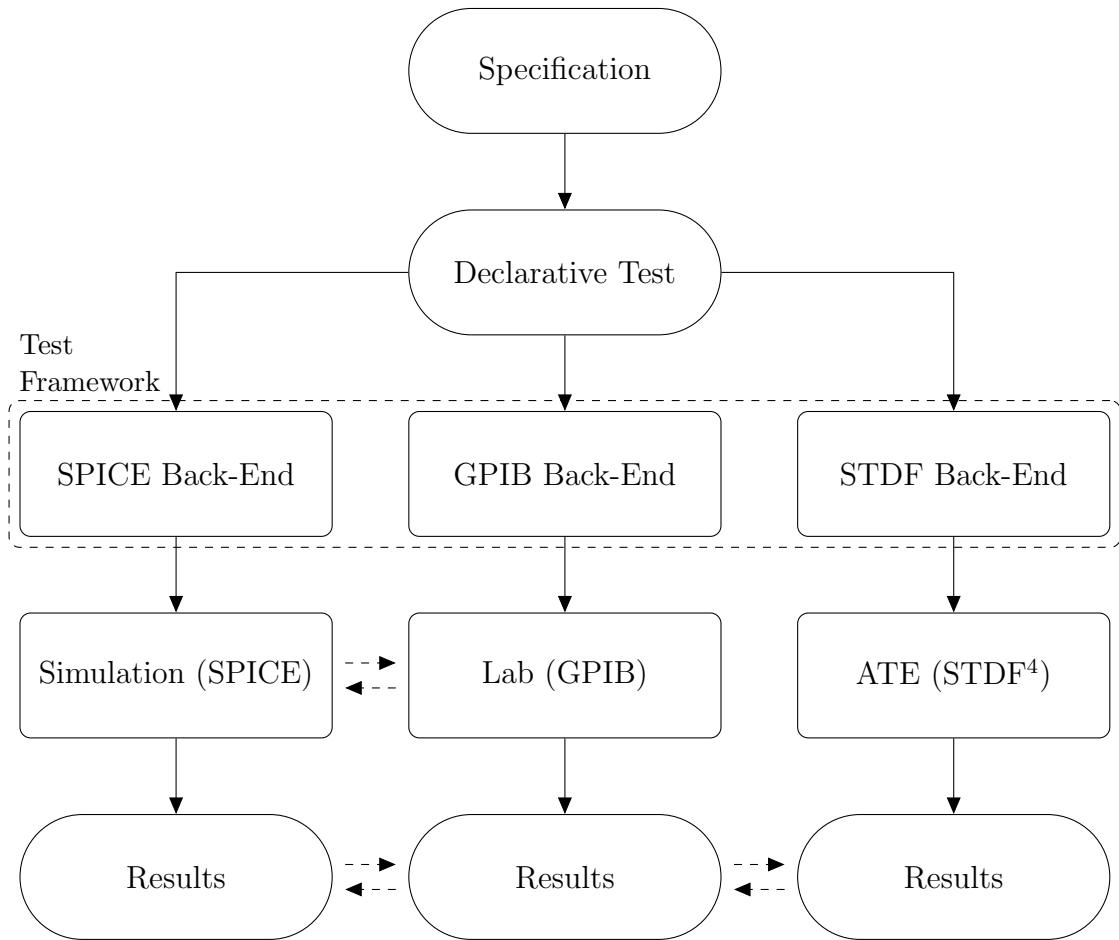 Specification
Declarative Test
Test
Framework
SPICE Back-End
GPIB Back-End
STDF Back-End
Simulation (SPICE)
Lab (GPIB)
ATE (STDF⁴)
Results
Results
Results